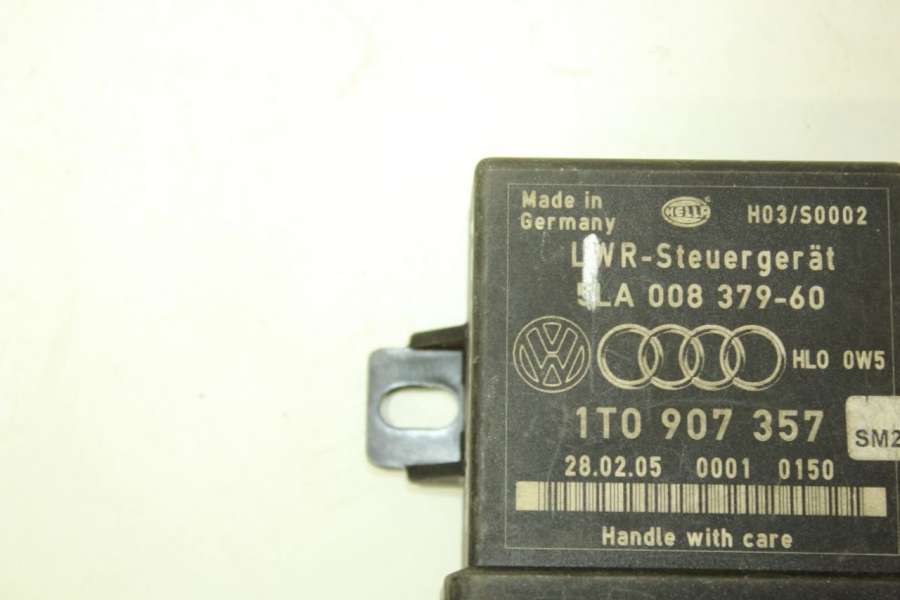 Made in
Germany
HELLA
H03/S0002
LWR-Steuergerät
5LA 008 379-60
HL0 0W5
1T0 907 357
SM2
28.02.05 0001 0150
Handle with care